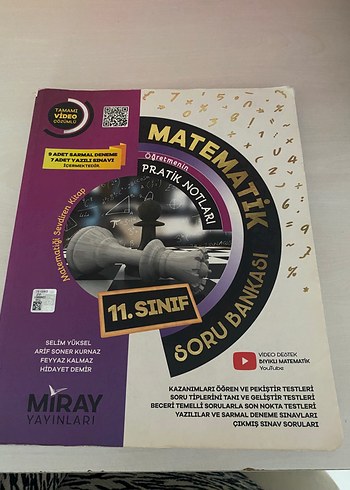 TAMAMI
VİDEO
ÇÖZÜMLÜ
9 ADET SARMAL DENEME
7 ADET YAZILI SINAVI
İÇERMEKTEDİR.
MATEMATİK
SORU BANKASI
Öğretmenin
PRATİK NOTLARI
Matematiği Sevdiren Kitap
11. SINIF
SELİM YÜKSEL
ARİF SONER KURNAZ
FEYYAZ KALMAZ
HİDAYET DEMİR
MİRAY
YAYINLARI
VİDEO DESTEK
BIYIKLI MATEMATİK
YouTube
KAZANIMLARI ÖĞREN VE PEKİŞTİR TESTLERİ
SORU TİPLERİNİ TANI VE GELİŞTİR TESTLERİ
BECERİ TEMELLİ SORULARLA SON NOKTA TESTLERİ
YAZILILAR VE SARMAL DENEME SINAVLARI
ÇIKMIŞ SINAV SORULARI